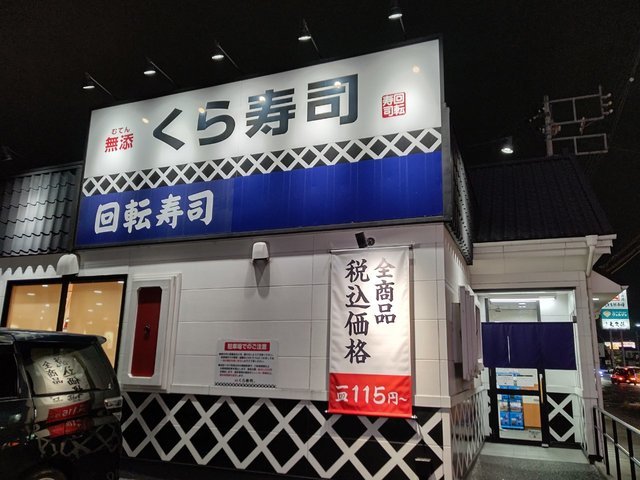 むてん
無添
くら寿司
回転
寿司
回転寿司
全商品
税込価格
一皿115円~
駐車場でのご注意